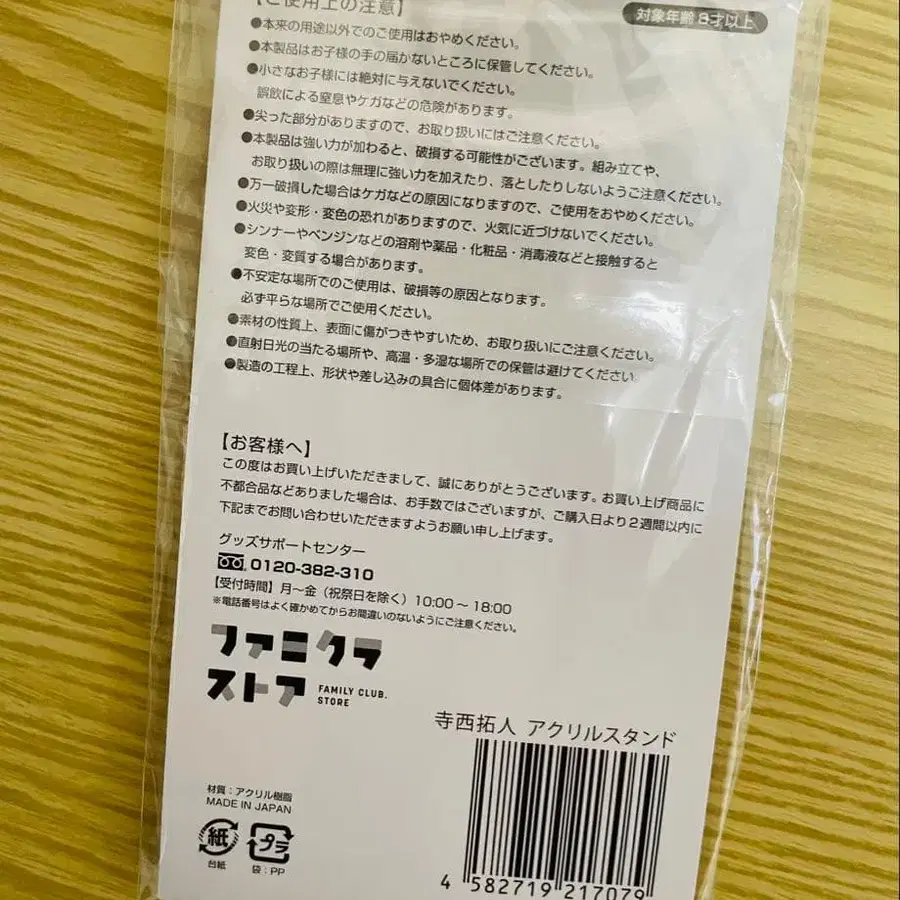 【ご使用上の注意】
対象年齢 8才以上
●本来の用途以外でのご使用はおやめください。
●本製品はお子様の手の届かないところに保管してください。
●小さなお子様には絶対に与えないでください。
誤飲による窒息やケガなどの危険があります。
●尖った部分がありますので、お取り扱いにはご注意ください。
●本製品は強い力が加わると、破損する可能性がございます。組み立てや、
お取り扱いの際は無理に強い力を加えたり、落としたりしないようご注意ください。
●万一破損した場合はケガなどの原因になりますので、ご使用をおやめください。
●火災や変形・変色の恐れがありますので、火気に近づけないでください。
●シンナーやベンジンなどの溶剤や薬品・化粧品・消毒液などと接触すると
変色・変質する場合があります。
●不安定な場所でのご使用は、破損等の原因となります。
必ず平らな場所でご使用ください。
●素材の性質上、表面に傷がつきやすいため、お取り扱いにご注意ください。
●直射日光の当たる場所や、高温・多湿な場所での保管は避けてください。
●製造の工程上、形状や差し込みの具合に個体差があります。
【お客様へ】
この度はお買い上げいただきまして、誠にありがとうございます。お買い上げ商品に
不都合品などありました場合は、お手数ではございますが、ご購入日より2週間以内に
下記までお問い合わせいただきますようお願い申し上げます。
グッズサポートセンター
0120-382-310
【受付時間】月～金（祝祭日を除く）10:00～18:00
※電話番号はよく確かめてからお間違いのないようにご注意ください。
ファミクラ
ストア
FAMILY CLUB.
STORE
寺西拓人 アクリルスタンド
材質：アクリル樹脂
MADE IN JAPAN
紙
台紙
プラ
袋：PP
4 582719 217079